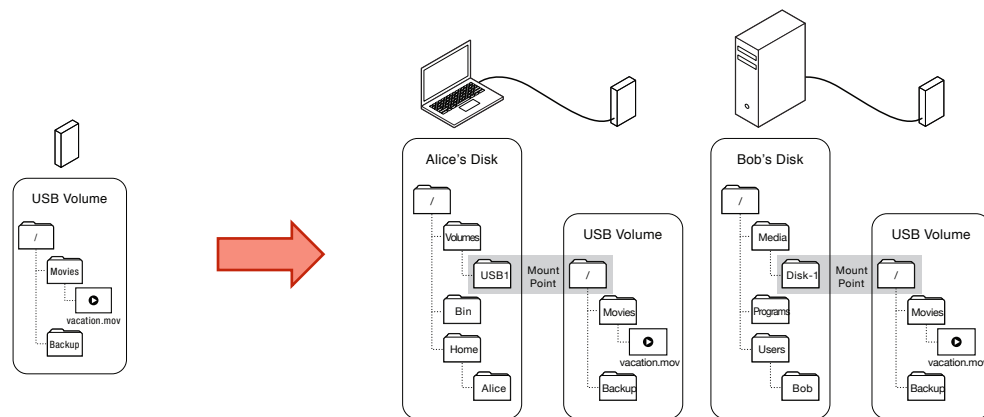 USB Volume
/
Movies
vacation.mov
Backup
Alice's Disk
/
Volumes
USB1
Bin
Home
Alice
Mount
Point
USB Volume
/
Movies
vacation.mov
Backup
Bob's Disk
/
Media
Disk-1
Programs
Users
Bob
Mount
Point
USB Volume
/
Movies
vacation.mov
Backup